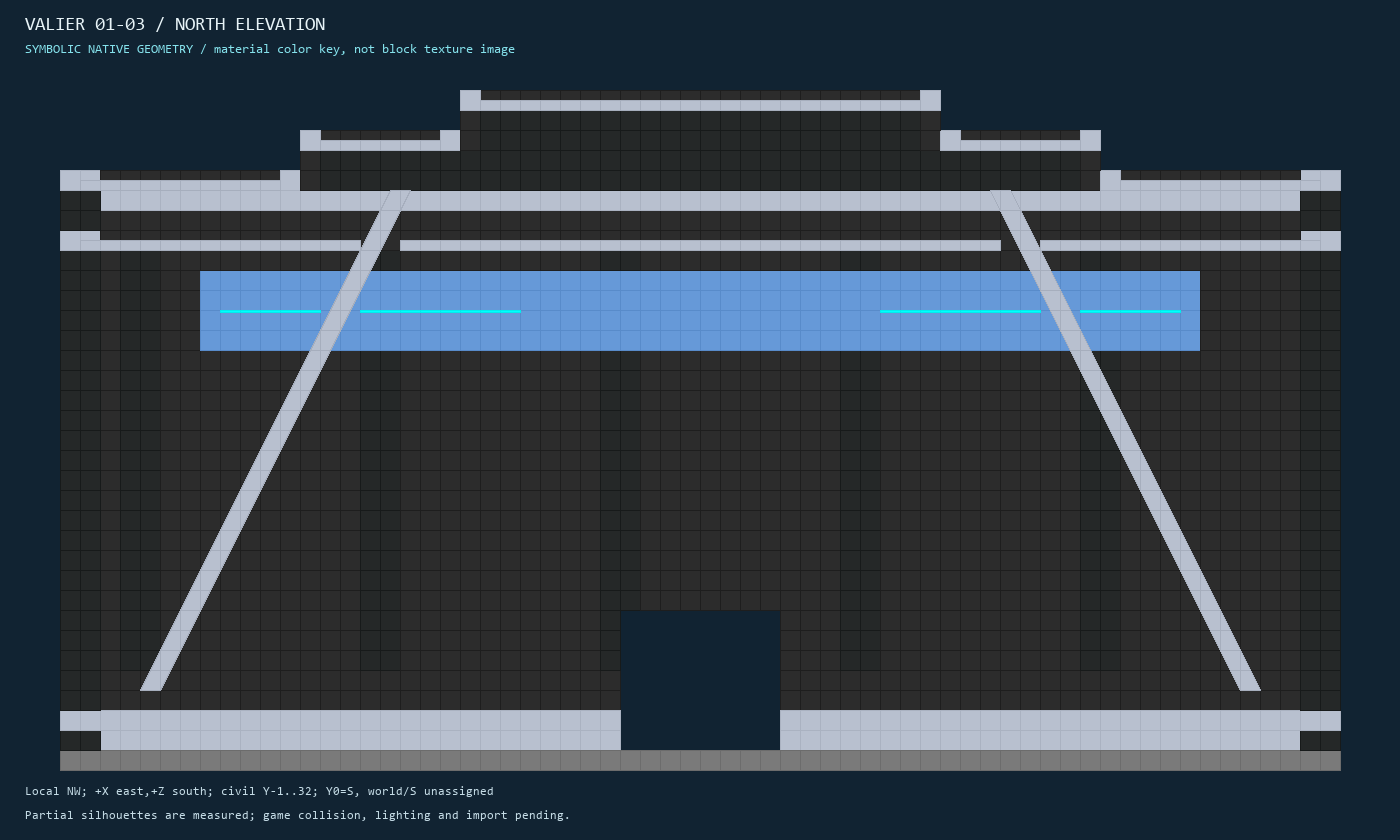 VALIER 01-03 / NORTH ELEVATION
SYMBOLIC NATIVE GEOMETRY / material color key, not block texture image
Local NW; +X east,+Z south; civil Y-1..32; Y0=S, world/S unassigned
Partial silhouettes are measured; game collision, lighting and import pending.